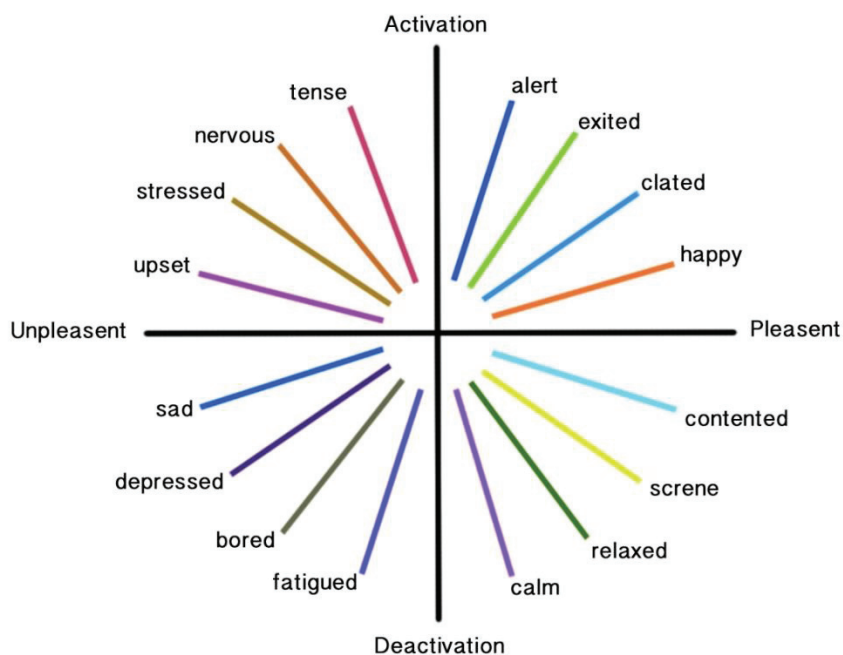 Activation
tense
alert
nervous
exited
stressed
clated
upset
happy
Unpleasent
Pleasent
sad
contented
depressed
screne
bored
relaxed
fatigued
calm
Deactivation